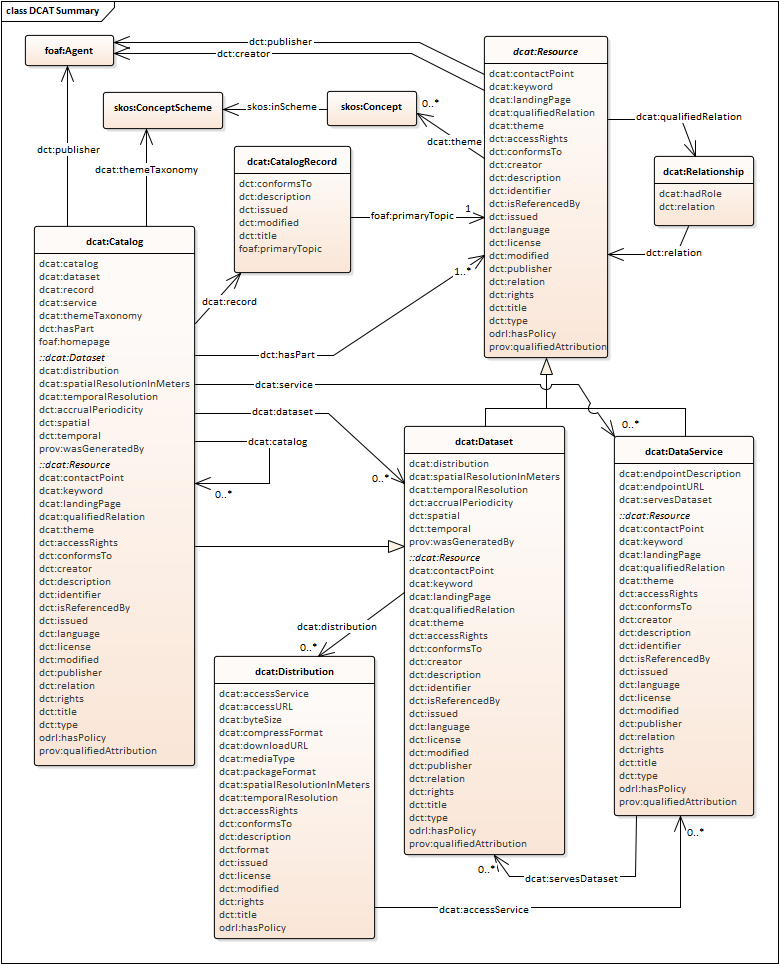 class DCAT Summary
foaf:Agent
dct:publisher
dct:creator
skos:ConceptScheme
skos:inScheme
skos:Concept
0..*
dcat:theme
dct:publisher
dcat:themeTaxonomy
dcat:Resource
dcat:contactPoint
dcat:keyword
dcat:landingPage
dcat:qualifiedRelation
dcat:theme
dct:accessRights
dct:conformsTo
dct:creator
dct:description
dct:identifier
dct:isReferencedBy
dct:issued
dct:language
dct:license
dct:modified
dct:publisher
dct:relation
dct:rights
dct:title
dct:type
odrl:hasPolicy
prov:qualifiedAttribution
dcat:qualifiedRelation
dcat:Relationship
dcat:hadRole
dct:relation
dct:relation
dcat:CatalogRecord
dct:conformsTo
dct:description
dct:issued
dct:modified
dct:title
foaf:primaryTopic
foaf:primaryTopic
1
dcat:record
1..*
dct:hasPart
dcat:service
0..*
dcat:dataset
0..*
dcat:catalog
0..*
dcat:Catalog
dcat:catalog
dcat:dataset
dcat:record
dcat:service
dcat:themeTaxonomy
dct:hasPart
foaf:homepage
::dcat:Dataset
dcat:distribution
dcat:spatialResolutionInMeters
dcat:temporalResolution
dct:accrualPeriodicity
dct:spatial
dct:temporal
prov:wasGeneratedBy
::dcat:Resource
dcat:contactPoint
dcat:keyword
dcat:landingPage
dcat:qualifiedRelation
dcat:theme
dct:accessRights
dct:conformsTo
dct:creator
dct:description
dct:identifier
dct:isReferencedBy
dct:issued
dct:language
dct:license
dct:modified
dct:publisher
dct:relation
dct:rights
dct:title
dct:type
odrl:hasPolicy
prov:qualifiedAttribution
dcat:Dataset
dcat:distribution
dcat:spatialResolutionInMeters
dcat:temporalResolution
dct:accrualPeriodicity
dct:spatial
dct:temporal
prov:wasGeneratedBy
::dcat:Resource
dcat:contactPoint
dcat:keyword
dcat:landingPage
dcat:qualifiedRelation
dcat:theme
dct:accessRights
dct:conformsTo
dct:creator
dct:description
dct:identifier
dct:isReferencedBy
dct:issued
dct:language
dct:license
dct:modified
dct:publisher
dct:relation
dct:rights
dct:title
dct:type
odrl:hasPolicy
prov:qualifiedAttribution
dcat:DataService
dcat:endpointDescription
dcat:endpointURL
dcat:servesDataset
::dcat:Resource
dcat:contactPoint
dcat:keyword
dcat:landingPage
dcat:qualifiedRelation
dcat:theme
dct:accessRights
dct:conformsTo
dct:creator
dct:description
dct:identifier
dct:isReferencedBy
dct:issued
dct:language
dct:license
dct:modified
dct:publisher
dct:relation
dct:rights
dct:title
dct:type
odrl:hasPolicy
prov:qualifiedAttribution
dcat:distribution
0..*
dcat:Distribution
dcat:accessService
dcat:accessURL
dcat:byteSize
dcat:compressFormat
dcat:downloadURL
dcat:mediaType
dcat:packageFormat
dcat:spatialResolutionInMeters
dcat:temporalResolution
dct:accessRights
dct:conformsTo
dct:description
dct:format
dct:issued
dct:license
dct:modified
dct:rights
dct:title
odrl:hasPolicy
0..*
dcat:servesDataset
0..*
dcat:accessService